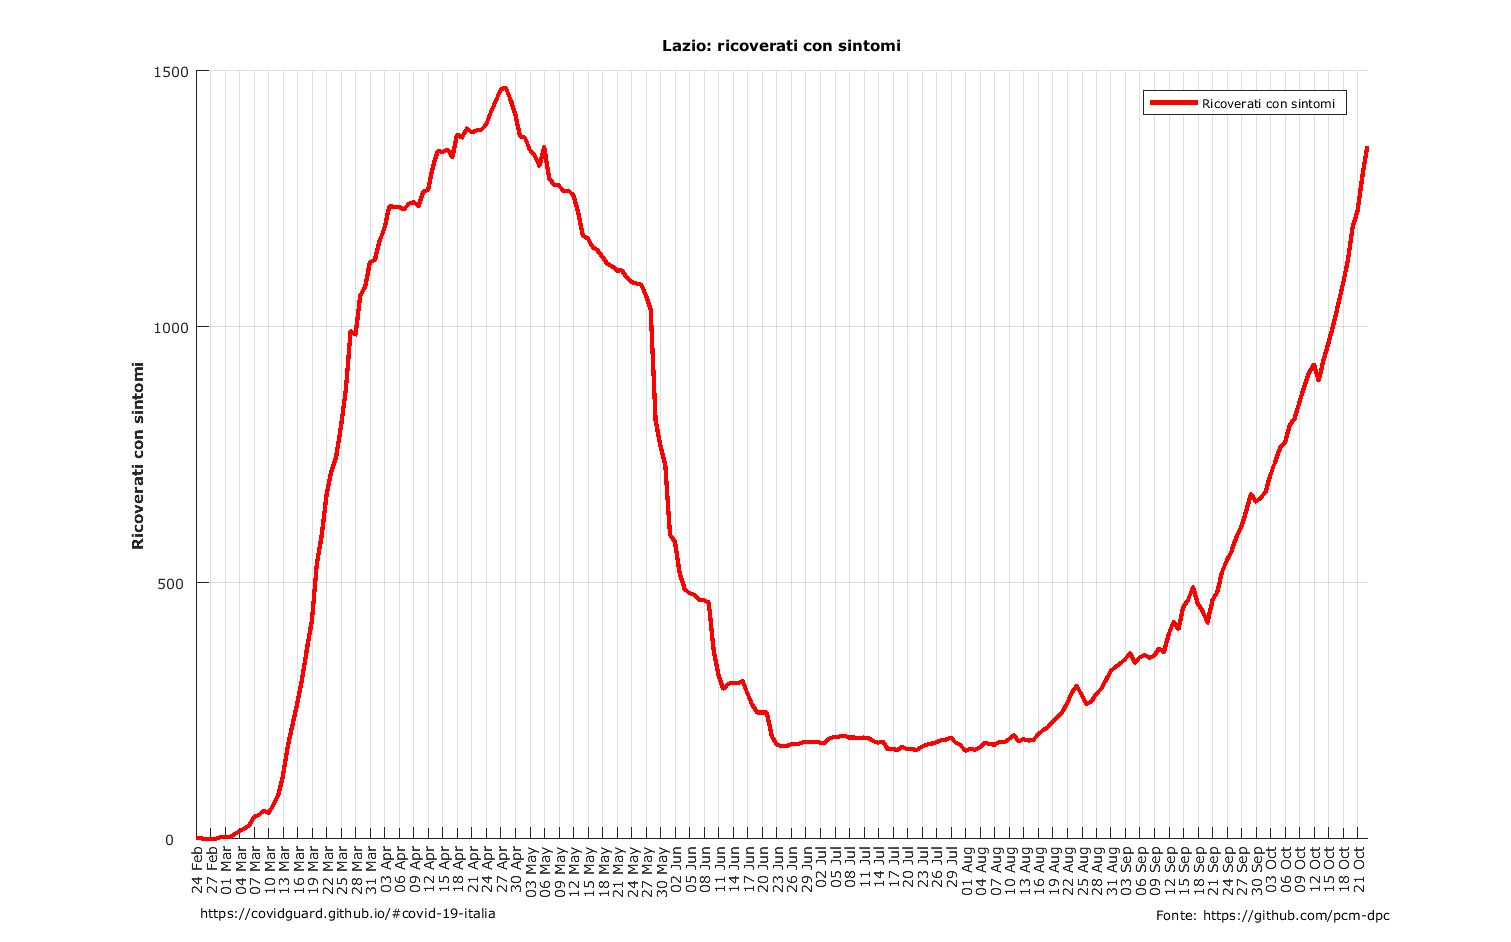 Lazio: ricoverati con sintomi
Ricoverati con sintomi
Ricoverati con sintomi
1500
1000
500
0
24 Feb
27 Feb
01 Mar
04 Mar
07 Mar
10 Mar
13 Mar
16 Mar
19 Mar
22 Mar
25 Mar
28 Mar
31 Mar
03 Apr
06 Apr
09 Apr
12 Apr
15 Apr
18 Apr
21 Apr
24 Apr
27 Apr
30 Apr
03 May
06 May
09 May
12 May
15 May
18 May
21 May
24 May
27 May
30 May
02 Jun
05 Jun
08 Jun
11 Jun
14 Jun
17 Jun
20 Jun
23 Jun
26 Jun
29 Jun
02 Jul
05 Jul
08 Jul
11 Jul
14 Jul
17 Jul
20 Jul
23 Jul
26 Jul
29 Jul
01 Aug
04 Aug
07 Aug
10 Aug
13 Aug
16 Aug
19 Aug
22 Aug
25 Aug
28 Aug
31 Aug
03 Sep
06 Sep
09 Sep
12 Sep
15 Sep
18 Sep
21 Sep
24 Sep
27 Sep
30 Sep
03 Oct
06 Oct
09 Oct
12 Oct
15 Oct
18 Oct
21 Oct
https://covidguard.github.io/#covid-19-italia
Fonte: https://github.com/pcm-dpc